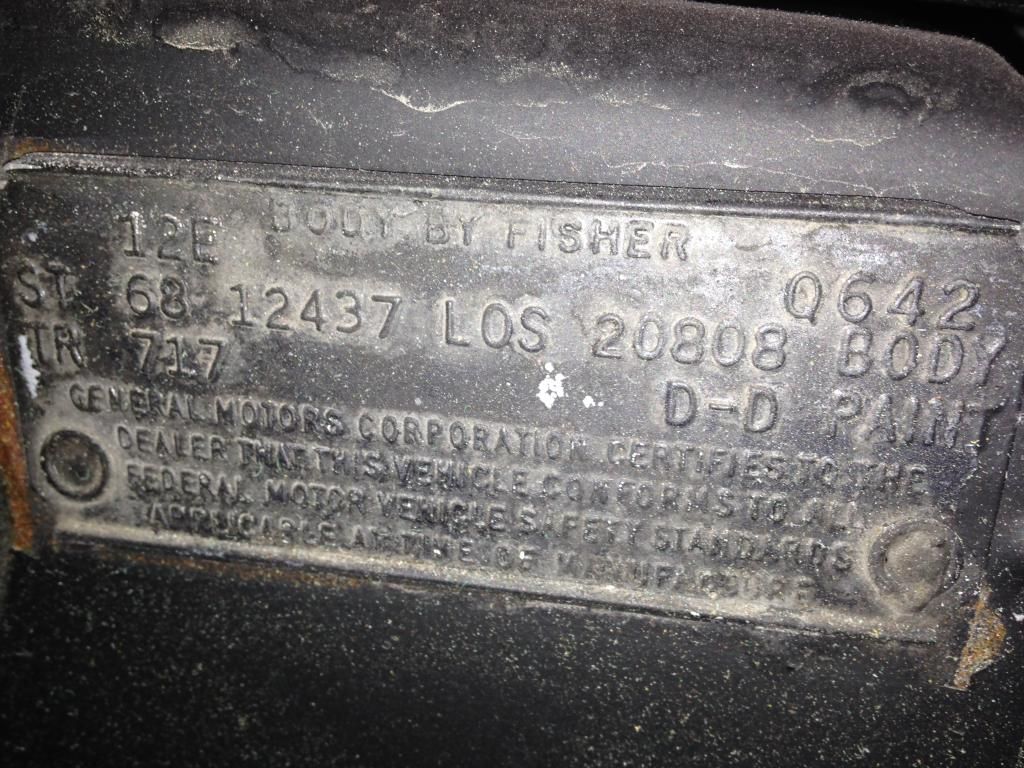 BODY BY FISHER
12E Q642
ST 68 12437 LOS 20808 BODY
TR 717 D-D PAINT
GENERAL MOTORS CORPORATION CERTIFIES TO THE
DEALER THAT THIS VEHICLE CONFORMS TO ALL
FEDERAL MOTOR VEHICLE SAFETY STANDARDS
APPLICABLE AT TIME OF MANUFACTURE